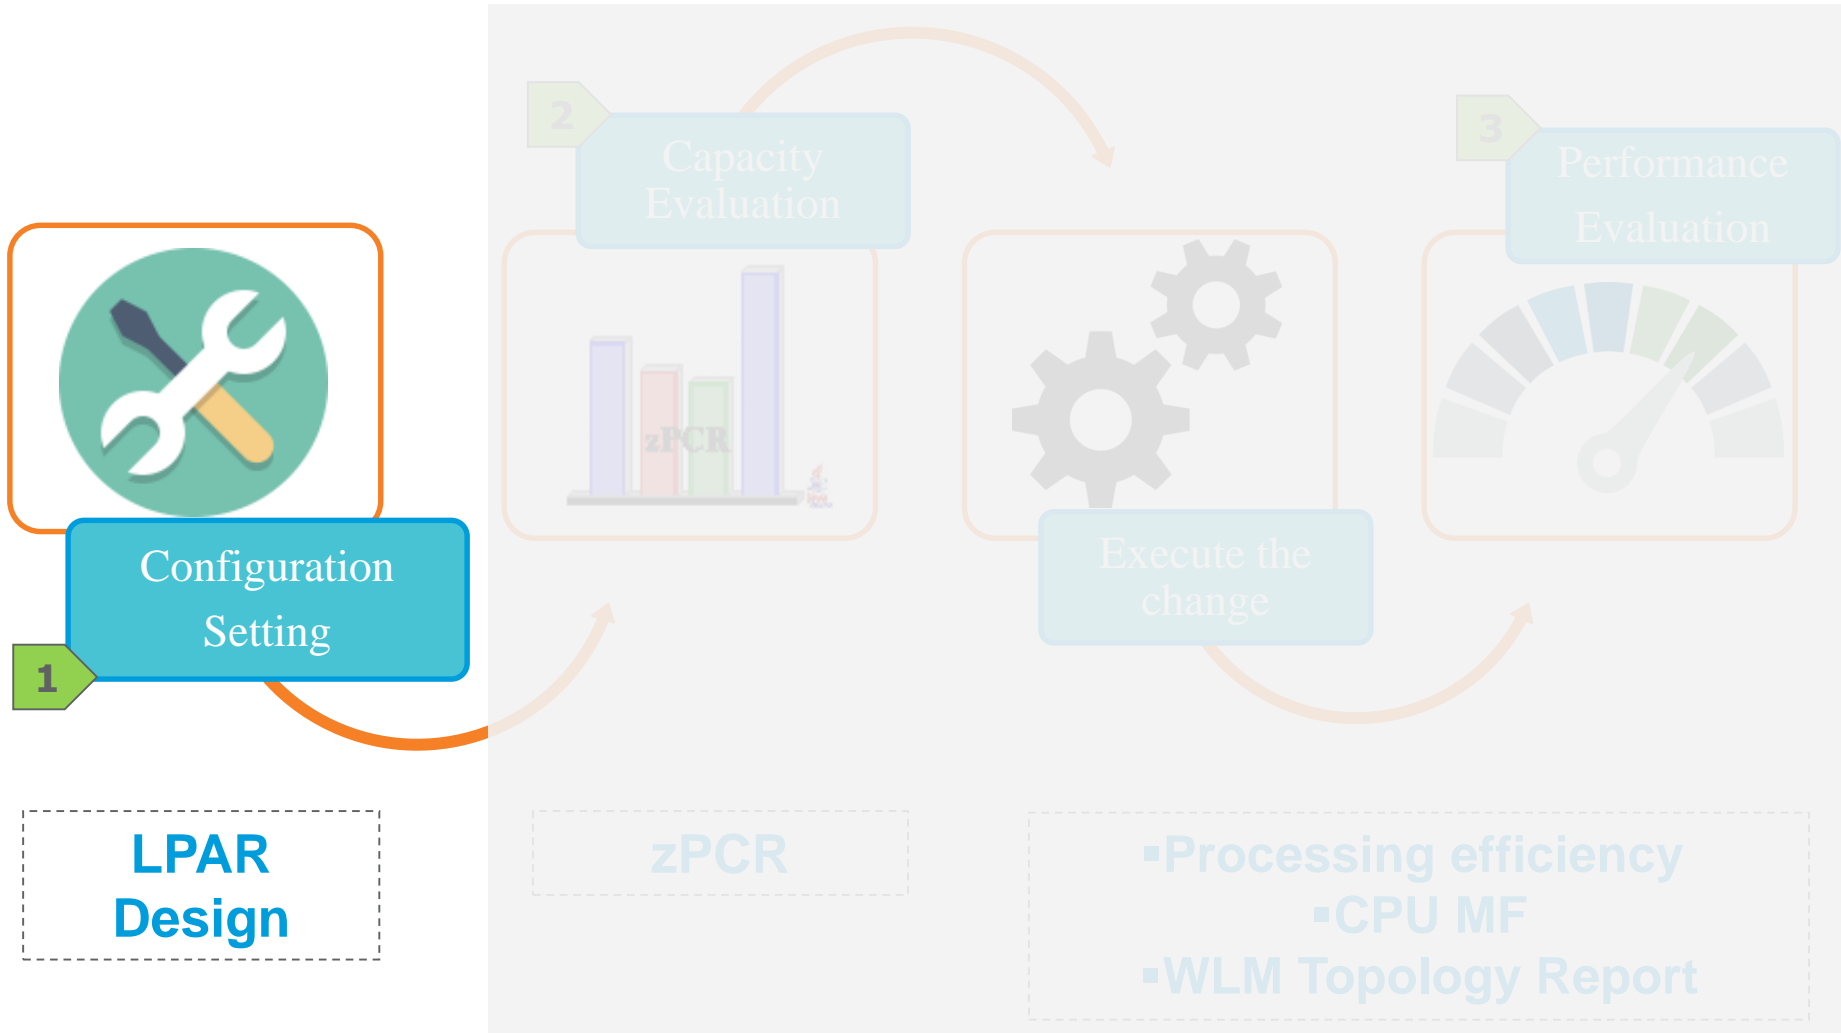 1
Configuration
Setting
LPAR
Design
2
Capacity
Evaluation
zPCR
zPCR
Execute the
change
3
Performance
Evaluation
▪Processing efficiency
▪CPU MF
▪WLM Topology Report